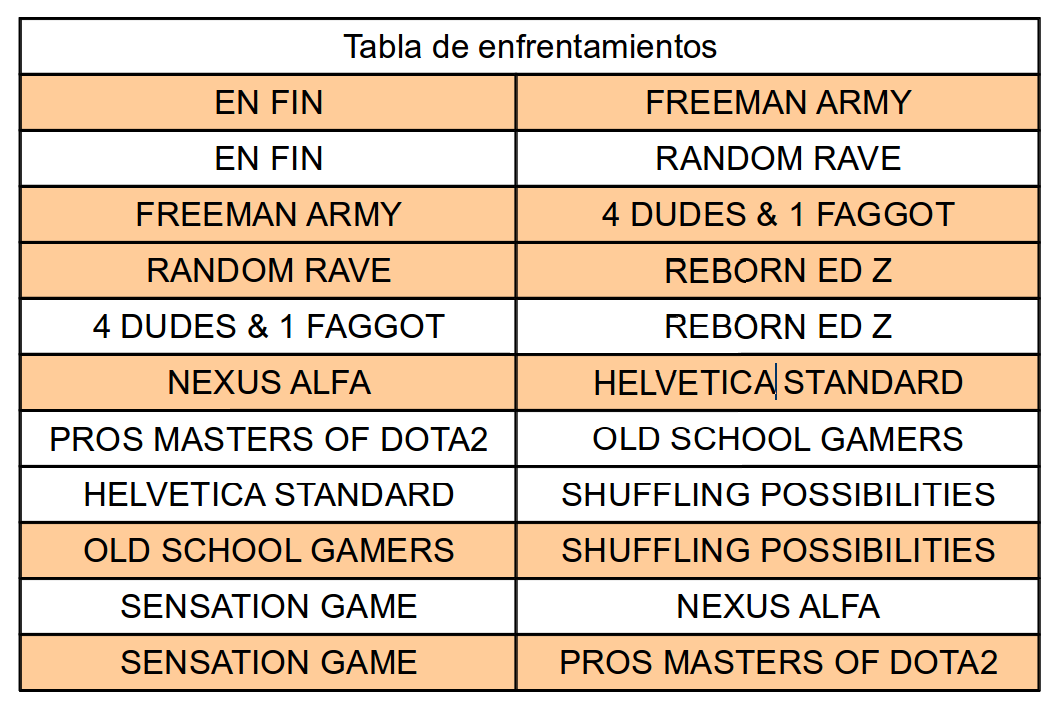 Tabla de enfrentamientos
EN FIN FREEMAN ARMY
EN FIN RANDOM RAVE
FREEMAN ARMY 4 DUDES & 1 FAGGOT
RANDOM RAVE REBORN ED Z
4 DUDES & 1 FAGGOT REBORN ED Z
NEXUS ALFA HELVETICA STANDARD
PROS MASTERS OF DOTA2 OLD SCHOOL GAMERS
HELVETICA STANDARD SHUFFLING POSSIBILITIES
OLD SCHOOL GAMERS SHUFFLING POSSIBILITIES
SENSATION GAME NEXUS ALFA
SENSATION GAME PROS MASTERS OF DOTA2